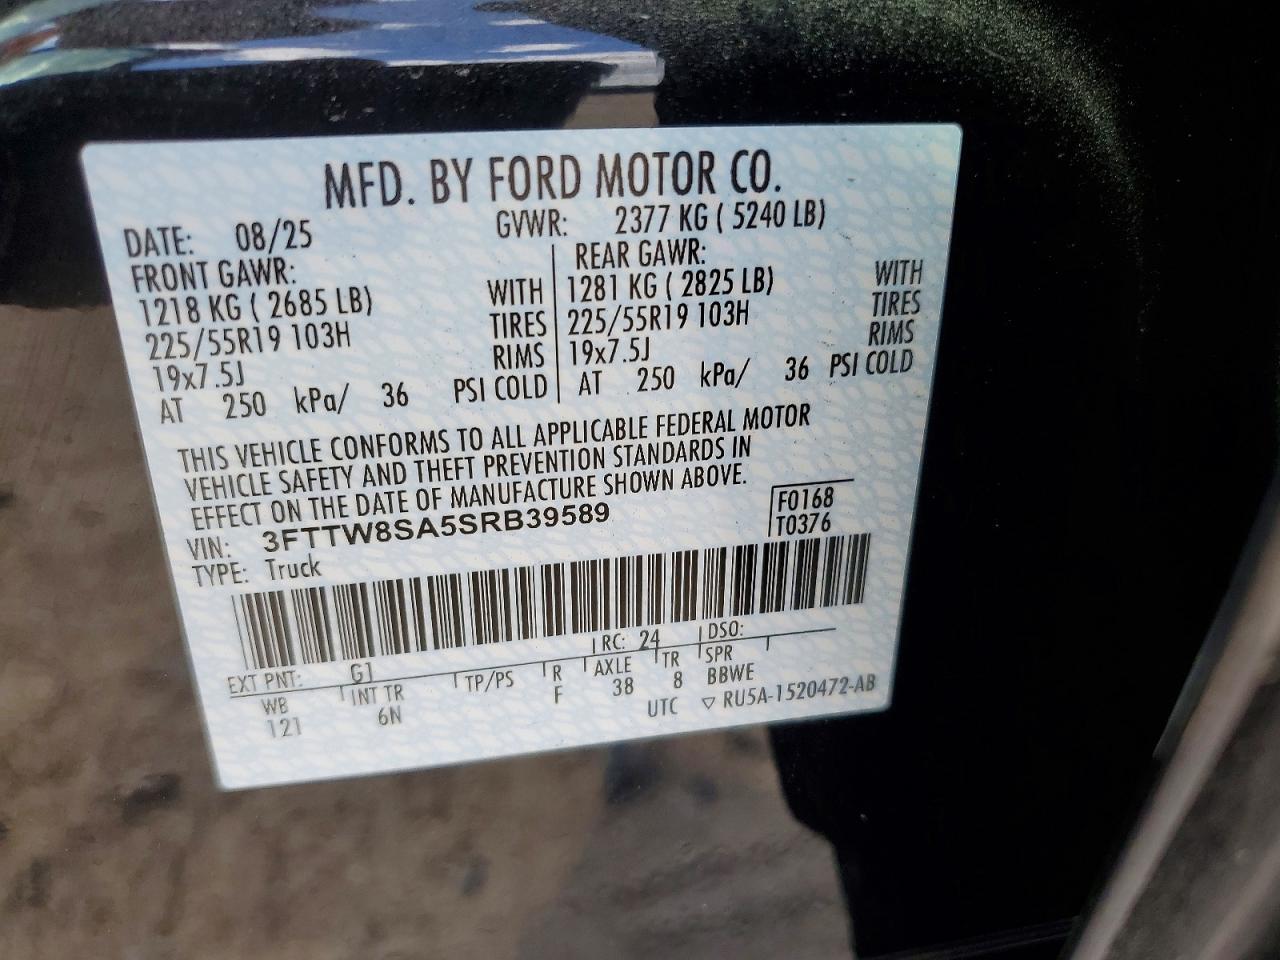 MFD. BY FORD MOTOR CO.
DATE: 08/25 GVWR: 2377 KG ( 5240 LB)
FRONT GAWR: REAR GAWR:
1218 KG ( 2685 LB) WITH 1281 KG ( 2825 LB) WITH
225/55R19 103H TIRES 225/55R19 103H TIRES
19x7.5J RIMS 19x7.5J RIMS
AT 250 kPa/ 36 PSI COLD AT 250 kPa/ 36 PSI COLD
THIS VEHICLE CONFORMS TO ALL APPLICABLE FEDERAL MOTOR
VEHICLE SAFETY AND THEFT PREVENTION STANDARDS IN
EFFECT ON THE DATE OF MANUFACTURE SHOWN ABOVE.
F0168
VIN: 3FTTW8SA5SRB39589 T0376
TYPE: Truck
EXT PNT: G1 RC: 24 DSO:
WB INT TR TP/PS R AXLE TR SPR
121 6N F 38 8 BBWE
UTC ▽ RU5A-1520472-AB